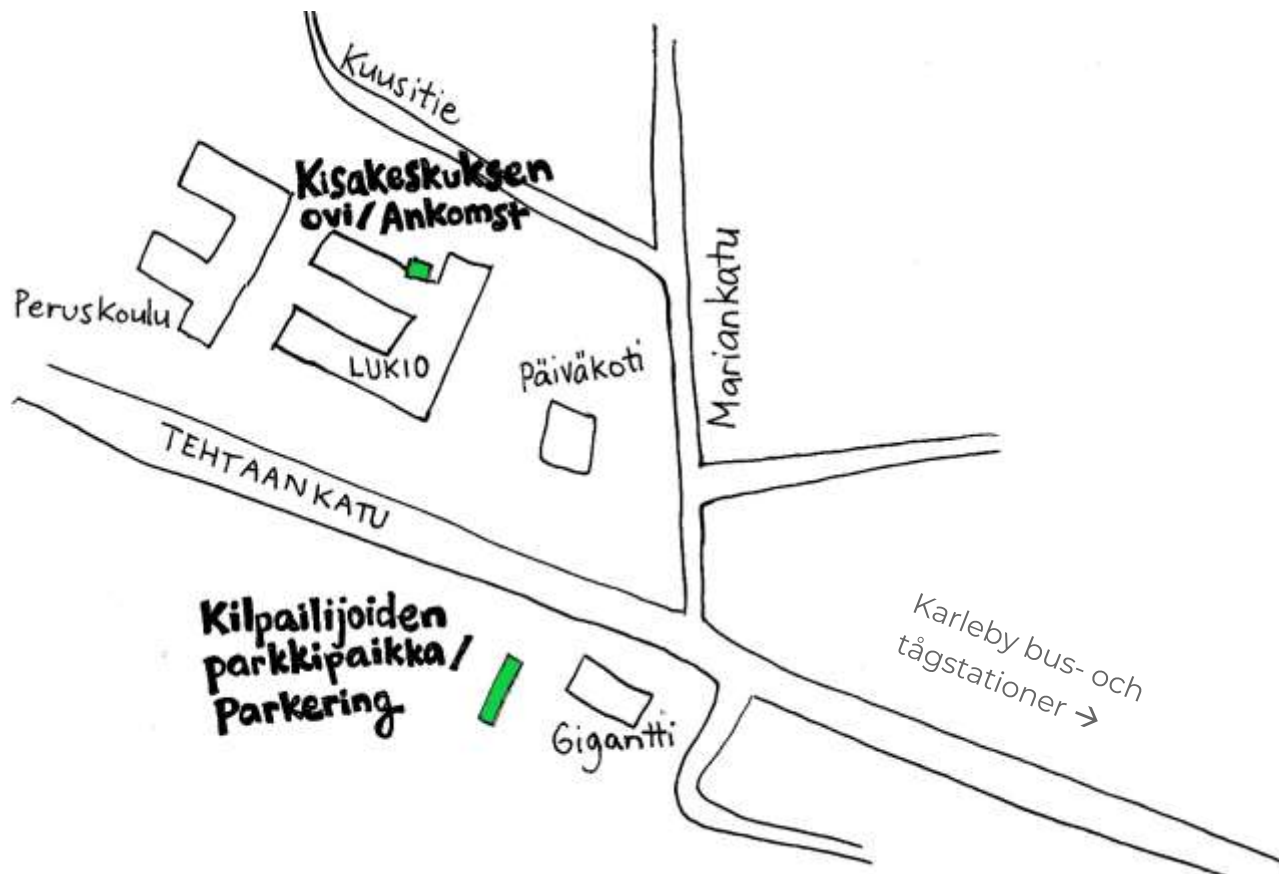 Kuusitie
Kisakeskuksen
ovi/Ankomst
Mariankatu
Peruskoulu
LUKIO
Päiväkoti
TEHTAANKATU
Kilpailijoiden
parkkipaikka/
Parkering
Gigantti
Karleby bus- och
tågstationer →